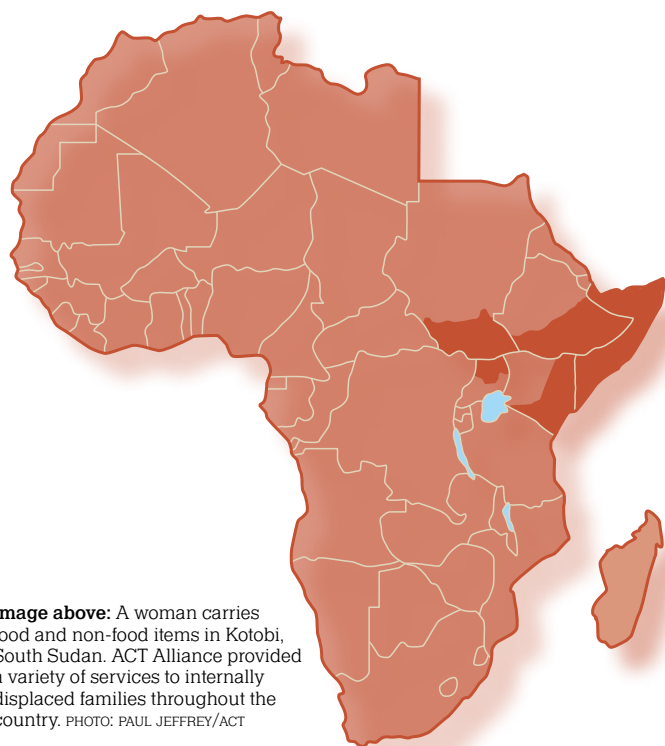 mage above: A woman carries
ood and non-food items in Kotobi,
South Sudan. ACT Alliance provided
a variety of services to internally
displaced families throughout the
country. PHOTO: PAUL JEFFREY/ACT